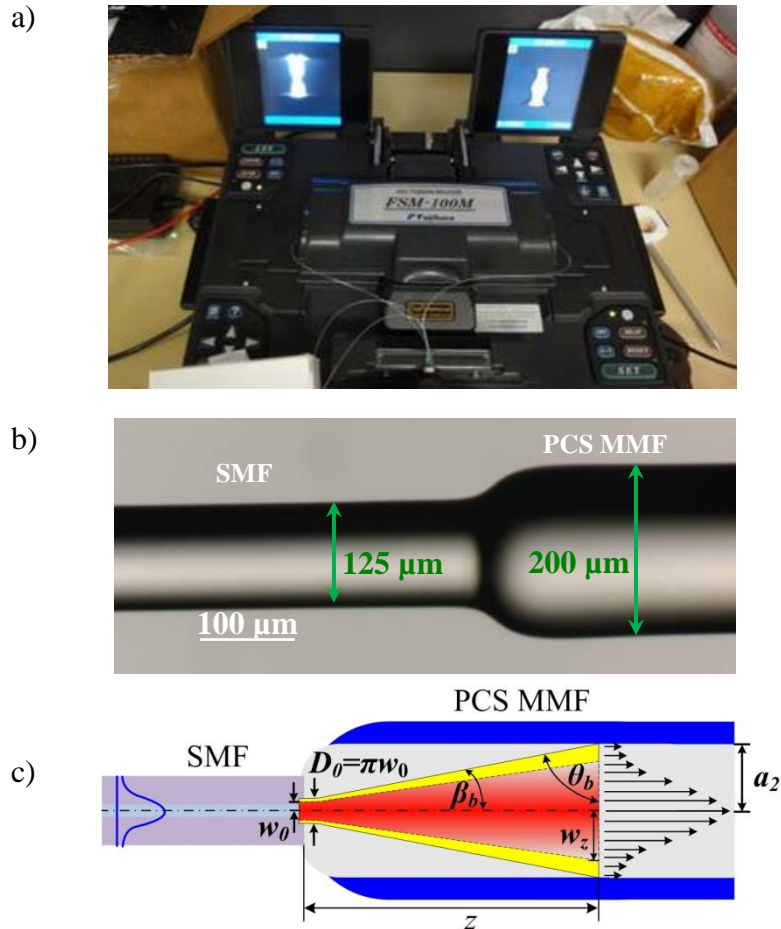 a)
FSM-100M
Fujikura
SET
b)
PCS MMF
SMF
125 μm
200 μm
100 μm
PCS MMF
SMF
c)
D₀=πw₀
θ_b
β_b
a₂
w₀
w_z
z